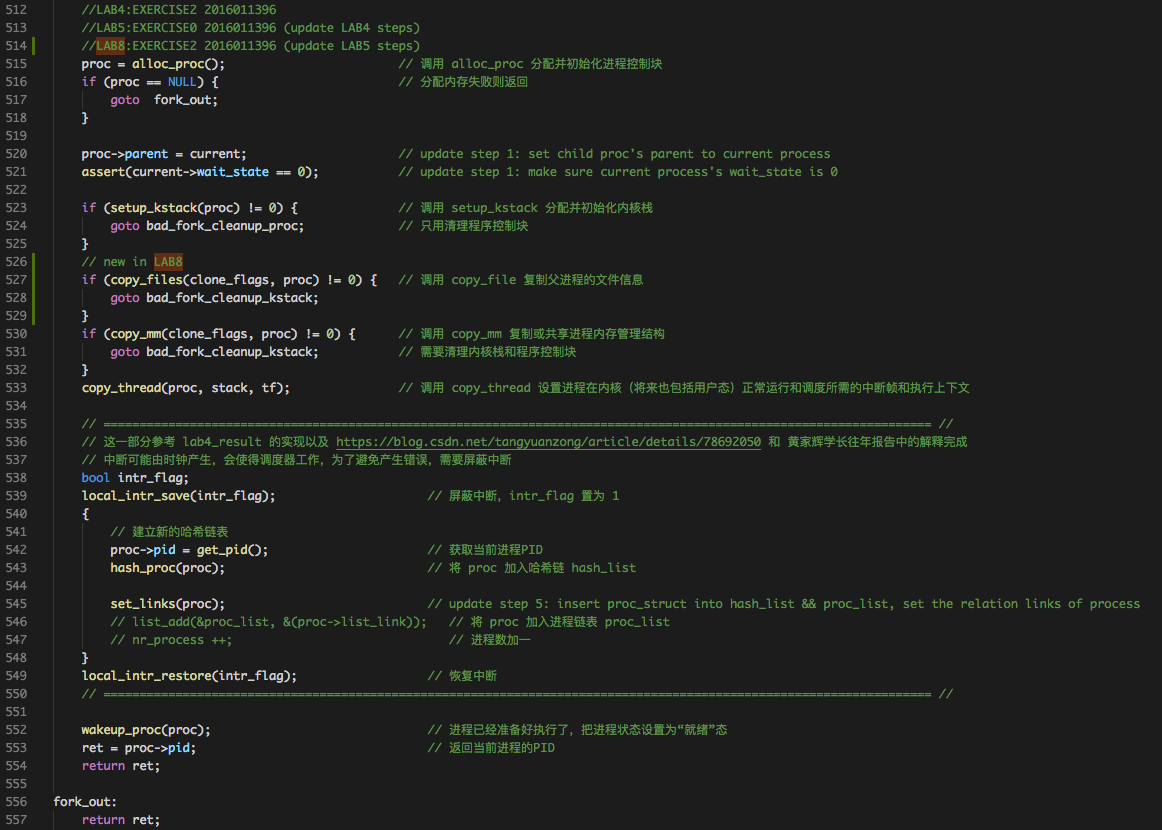 512 //LAB4:EXERCISE2 2016011396
513 //LAB5:EXERCISE0 2016011396 (update LAB4 steps)
514 //LAB8:EXERCISE2 2016011396 (update LAB5 steps)
515 proc = alloc_proc(); // 调用 alloc_proc 分配并初始化进程控制块
516 if (proc == NULL) { // 分配内存失败则返回
517 goto fork_out;
518 }
519
520 proc->parent = current; // update step 1: set child proc's parent to current process
521 assert(current->wait_state == 0); // update step 1: make sure current process's wait_state is 0
522
523 if (setup_kstack(proc) != 0) { // 调用 setup_kstack 分配并初始化内核栈
524 goto bad_fork_cleanup_proc; // 只用清理程序控制块
525 }
526 // new in LAB8
527 if (copy_files(clone_flags, proc) != 0) { // 调用 copy_file 复制父进程的文件信息
528 goto bad_fork_cleanup_kstack;
529 }
530 if (copy_mm(clone_flags, proc) != 0) { // 调用 copy_mm 复制或共享进程内存管理结构
531 goto bad_fork_cleanup_kstack; // 需要清理内核栈和程序控制块
532 }
533 copy_thread(proc, stack, tf); // 调用 copy_thread 设置进程在内核（将来也包括用户态）正常运行和调度所需的中断帧和执行上下文
534
535 // =================================================================================================================== //
536 // 这一部分参考 lab4_result 的实现以及 https://blog.csdn.net/tangyuanzong/article/details/78692050 和 黄家辉学长往年报告中的解释完成
537 // 中断可能由时钟产生，会使得调度器工作，为了避免产生错误，需要屏蔽中断
538 bool intr_flag;
539 local_intr_save(intr_flag); // 屏蔽中断，intr_flag 置为 1
540 {
541 // 建立新的哈希链表
542 proc->pid = get_pid(); // 获取当前进程PID
543 hash_proc(proc); // 将 proc 加入哈希链 hash_list
544
545 set_links(proc); // update step 5: insert proc_struct into hash_list && proc_list, set the relation links of process
546 // list_add(&proc_list, &(proc->list_link)); // 将 proc 加入进程链表 proc_list
547 // nr_process ++; // 进程数加一
548 }
549 local_intr_restore(intr_flag); // 恢复中断
550 // =================================================================================================================== //
551
552 wakeup_proc(proc); // 进程已经准备好执行了，把进程状态设置为“就绪”态
553 ret = proc->pid; // 返回当前进程的PID
554 return ret;
555
556 fork_out:
557 return ret;